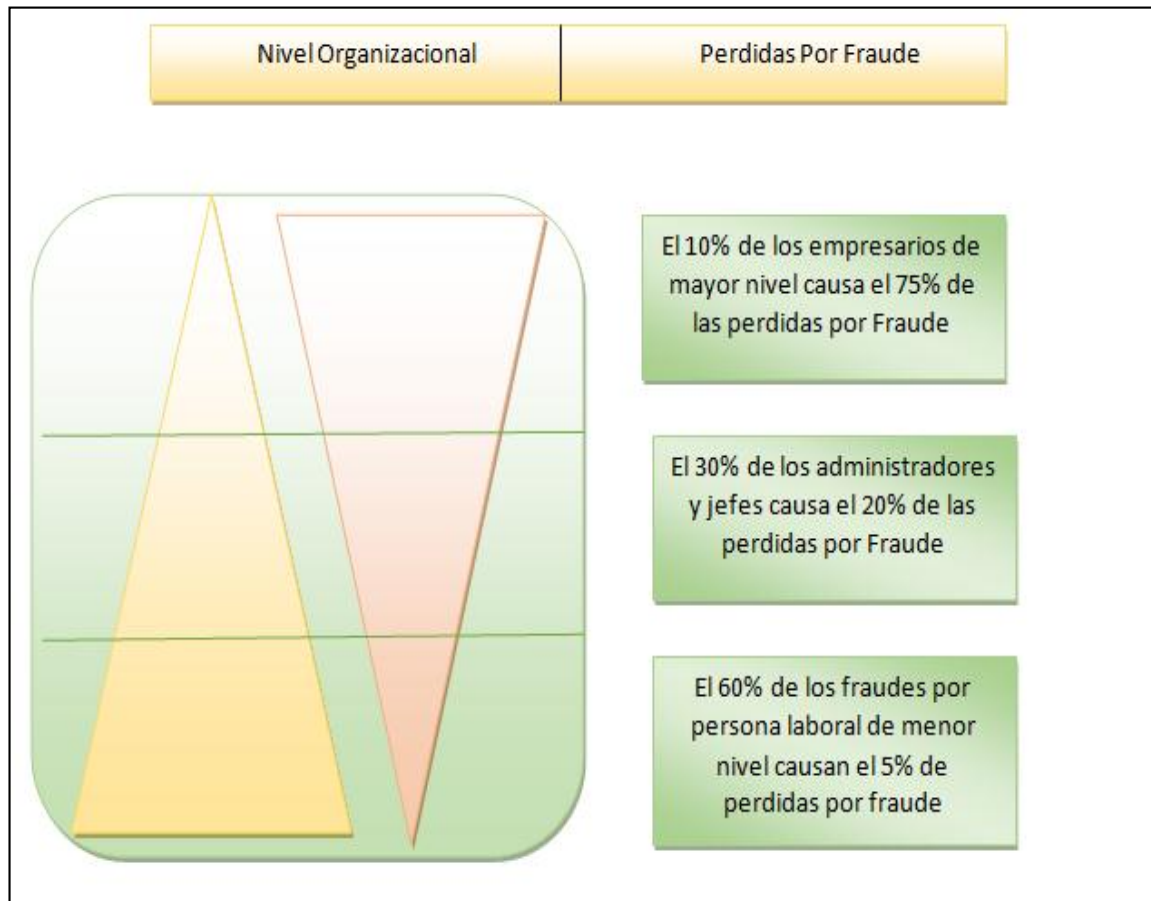 Nivel Organizacional
Perdidas Por Fraude
El 10% de los empresarios de
mayor nivel causa el 75% de
las perdidas por Fraude
El 30% de los administradores
y jefes causa el 20% de las
perdidas por Fraude
El 60% de los fraudes por
persona laboral de menor
nivel causan el 5% de
perdidas por fraude